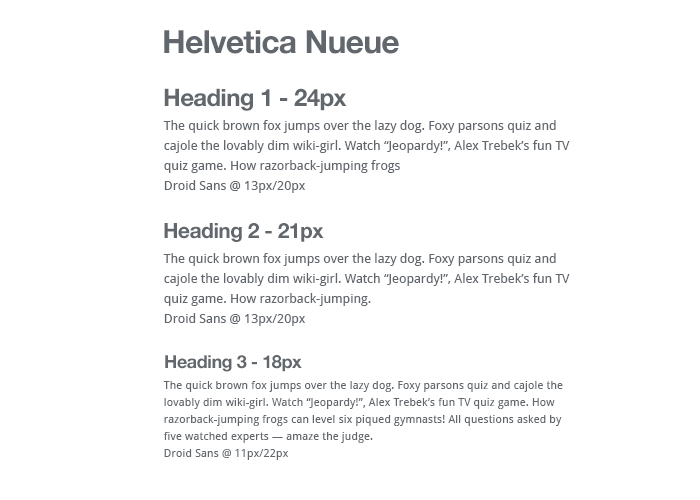 Helvetica Nueue
Heading 1 - 24px
The quick brown fox jumps over the lazy dog. Foxy parsons quiz and
cajole the lovably dim wiki-girl. Watch “Jeopardy!”, Alex Trebek’s fun TV
quiz game. How razorback-jumping frogs
Droid Sans @ 13px/20px
Heading 2 - 21px
The quick brown fox jumps over the lazy dog. Foxy parsons quiz and
cajole the lovably dim wiki-girl. Watch “Jeopardy!”, Alex Trebek’s fun TV
quiz game. How razorback-jumping.
Droid Sans @ 13px/20px
Heading 3 - 18px
The quick brown fox jumps over the lazy dog. Foxy parsons quiz and cajole the
lovably dim wiki-girl. Watch “Jeopardy!”, Alex Trebek’s fun TV quiz game. How
razorback-jumping frogs can level six piqued gymnasts! All questions asked by
five watched experts — amaze the judge.
Droid Sans @ 11px/22px